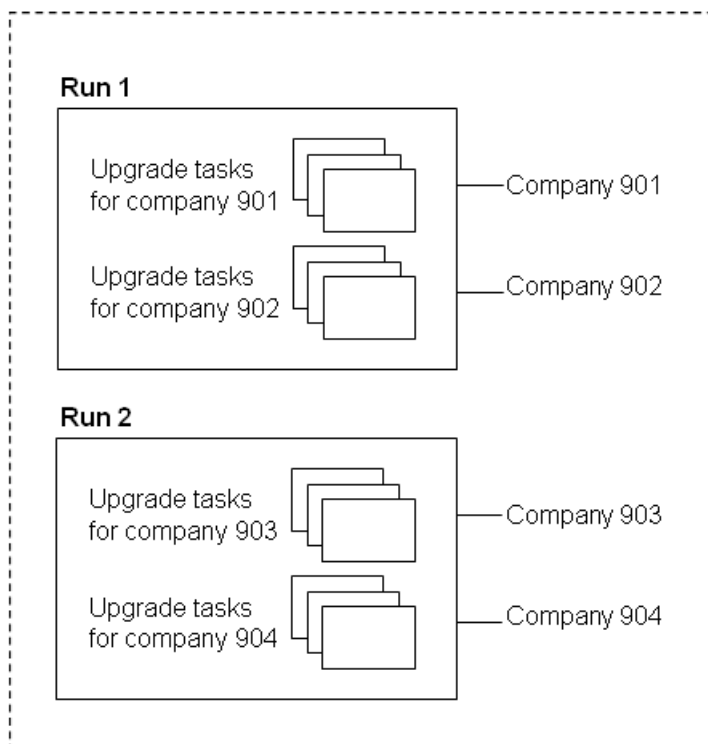 Run 1
Upgrade tasks
for company 901
Company 901
Upgrade tasks
for company 902
Company 902
Run 2
Upgrade tasks
for company 903
Company 903
Upgrade tasks
for company 904
Company 904